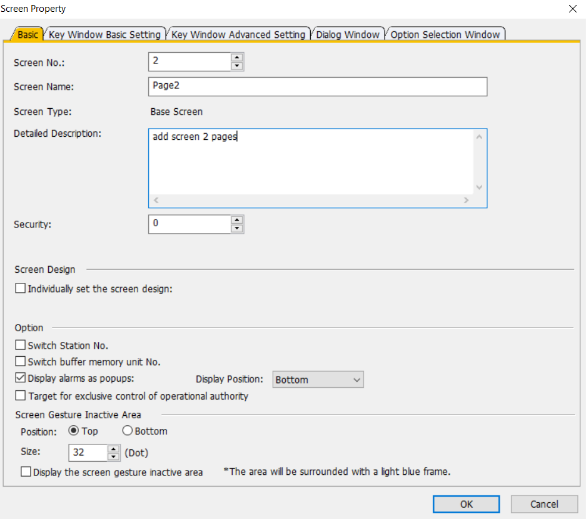 Screen Property
Basic Key Window Basic Setting Key Window Advanced Setting Dialog Window Option Selection Window
Screen No.: 2
Screen Name: Page2
Screen Type: Base Screen
Detailed Description: add screen 2 pages
Security: 0
Screen Design
Individually set the screen design:
Option
Switch Station No.
Switch buffer memory unit No.
Display alarms as popups: Display Position: Bottom
Target for exclusive control of operational authority
Screen Gesture Inactive Area
Position: Top Bottom
Size: 32 (Dot)
Display the screen gesture inactive area *The area will be surrounded with a light blue frame.
OK Cancel